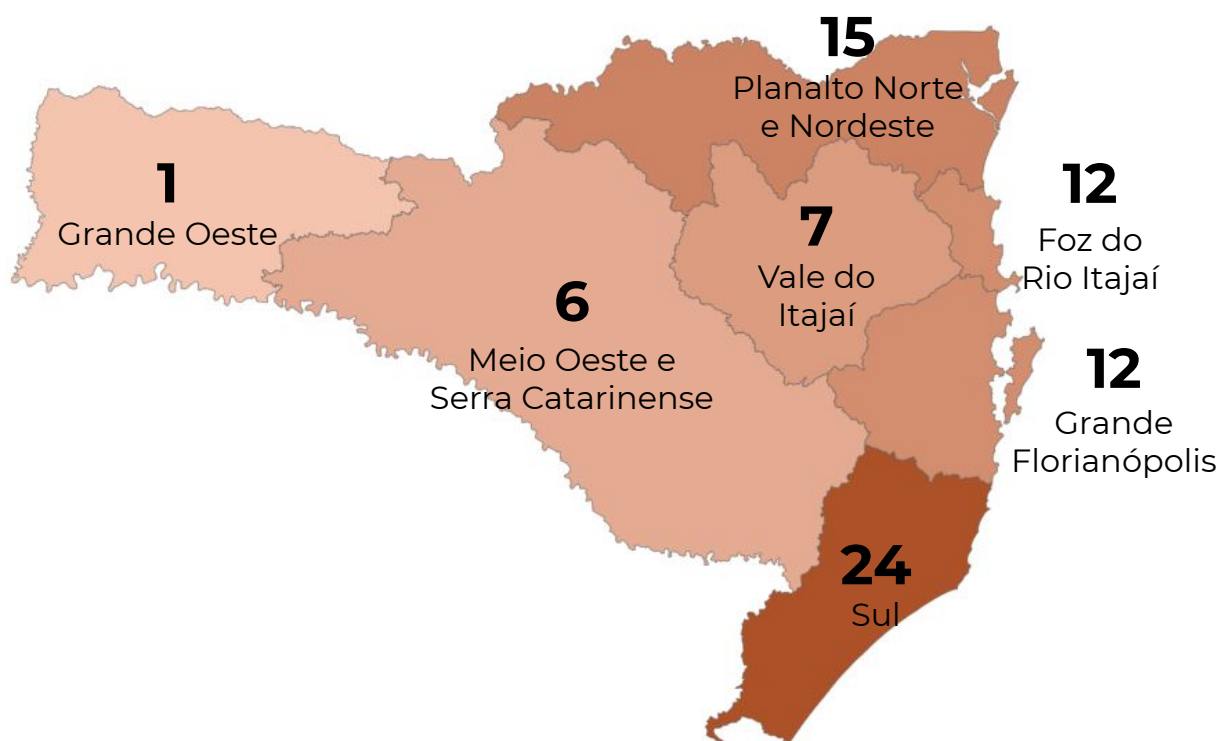 15
Planalto Norte
e Nordeste
1
Grande Oeste
12
Foz do
Rio Itajaí
7
Vale do
Itajaí
6
Meio Oeste e
Serra Catarinense
12
Grande
Florianópolis
24
Sul